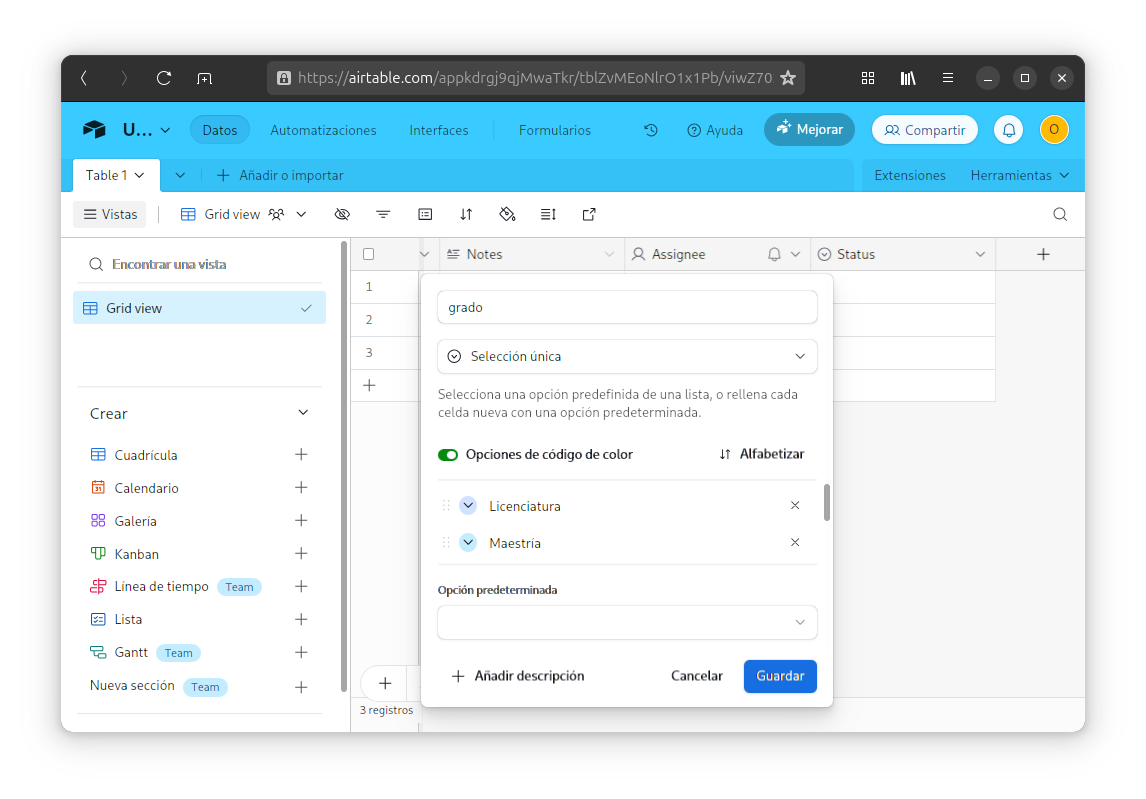 https://airtable.com/appkdrgj9qjMwaTkr/tblZvMEoNlrO1x1Pb/viwZ70
U... Datos Automatizaciones Interfaces Formularios Ayuda Mejorar Compartir O
Table 1 Añadir o importar Extensiones Herramientas
Vistas Grid view
Encontrar una vista
Notes Assignee Status
Grid view
1
2
3
grado
Selección única
Selecciona una opción predefinida de una lista, o rellena cada
celda nueva con una opción predeterminada.
Opciones de código de color Alfabetizar
Licenciatura
Maestría
Opción predeterminada
Añadir descripción Cancelar Guardar
Crear
Cuadrícula
31 Calendario
Galería
Kanban
Línea de tiempo Team
Lista
Gantt Team
Nueva sección Team
3 registros